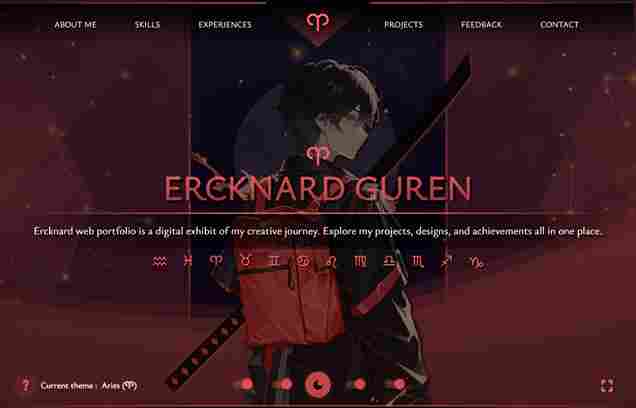 ABOUT ME SKILLS EXPERIENCES PROJECTS FEEDBACK CONTACT
ERCKNARD GUREN
Ercknard web portfolio is a digital exhibit of my creative journey. Explore my projects, designs, and achievements all in one place.
♒ ♓ ♈ ♉ ♊ ♋ ♌ ♍ ♎ ♏ ♐ ♑
? Current theme : Aries (♈)